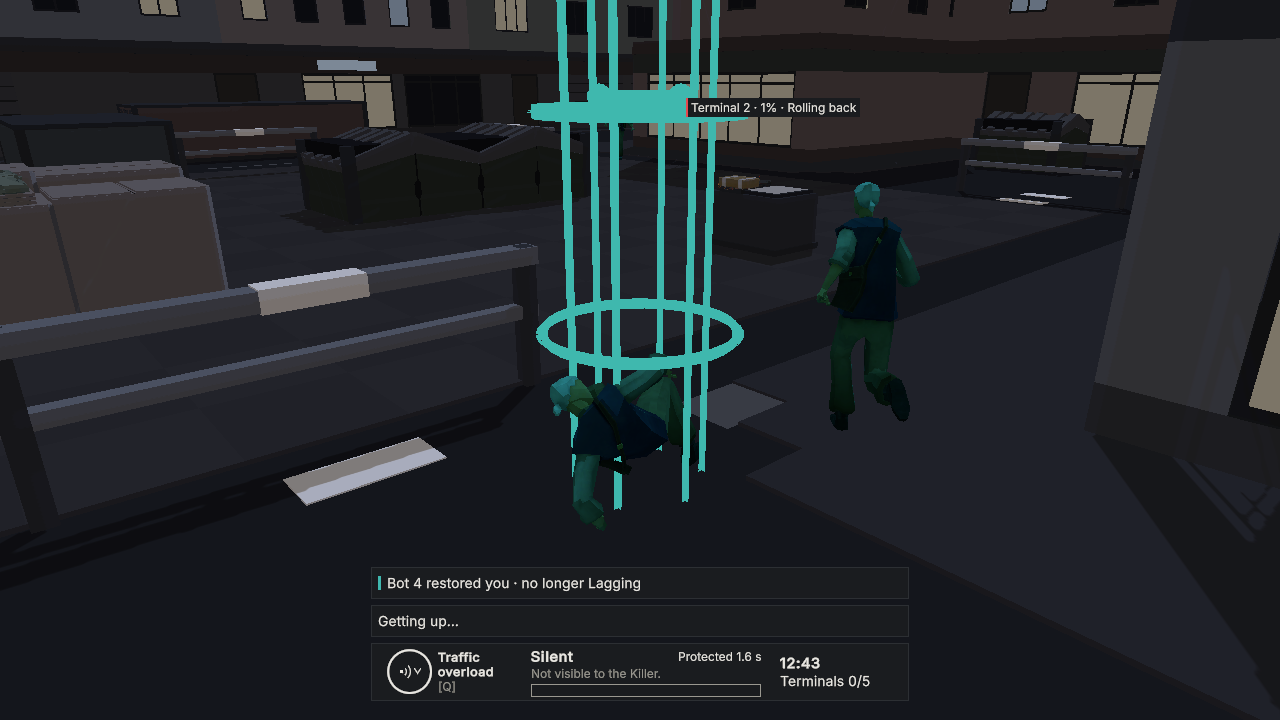 Terminal 2 · 1% · Rolling back
Bot 4 restored you · no longer Lagging
Getting up...
Traffic
overload
[Q]
Silent
Protected 1.6 s
Not visible to the Killer.
12:43
Terminals 0/5